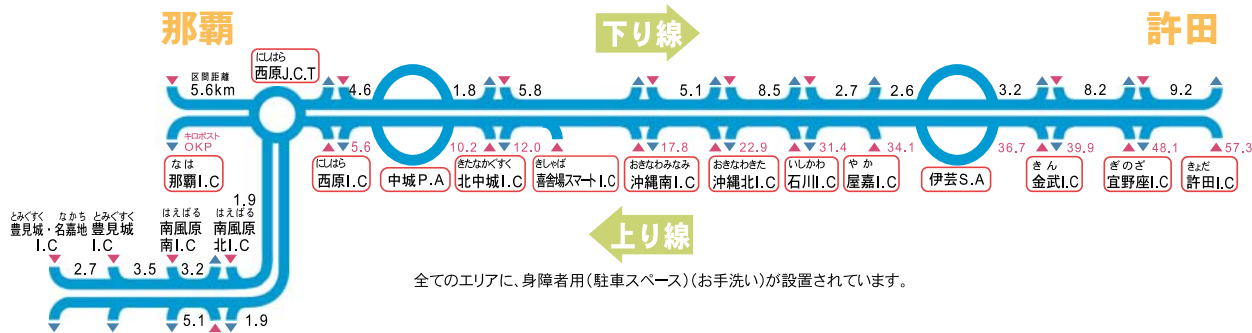 那覇
下り線
許田
にしはら
西原J.C.T
区間距離
5.6km
4.6
1.8
5.8
5.1
8.5
2.7
2.6
3.2
8.2
9.2
キロポスト
OKP
5.6
10.2
12.0
17.8
22.9
31.4
34.1
36.7
39.9
48.1
57.3
なは
那覇I.C
にしはら
西原I.C
中城P.A
きたなかぐすく
北中城I.C
きしゃば
喜舎場スマートI.C
おきなわみなみ
沖縄南I.C
おきなわきた
沖縄北I.C
いしかわ
石川I.C
やか
屋嘉I.C
伊芸S.A
きん
金武I.C
ぎのざ
宜野座I.C
きょだ
許田I.C
1.9
とみぐすく なかち
豊見城・名嘉地
I.C
とみぐすく
豊見城
I.C
はえばる
南風原
南I.C
はえばる
南風原
北I.C
2.7
3.5
3.2
5.1
1.9
上り線
全てのエリアに、身障者用(駐車スペース)(お手洗い)が設置されています。